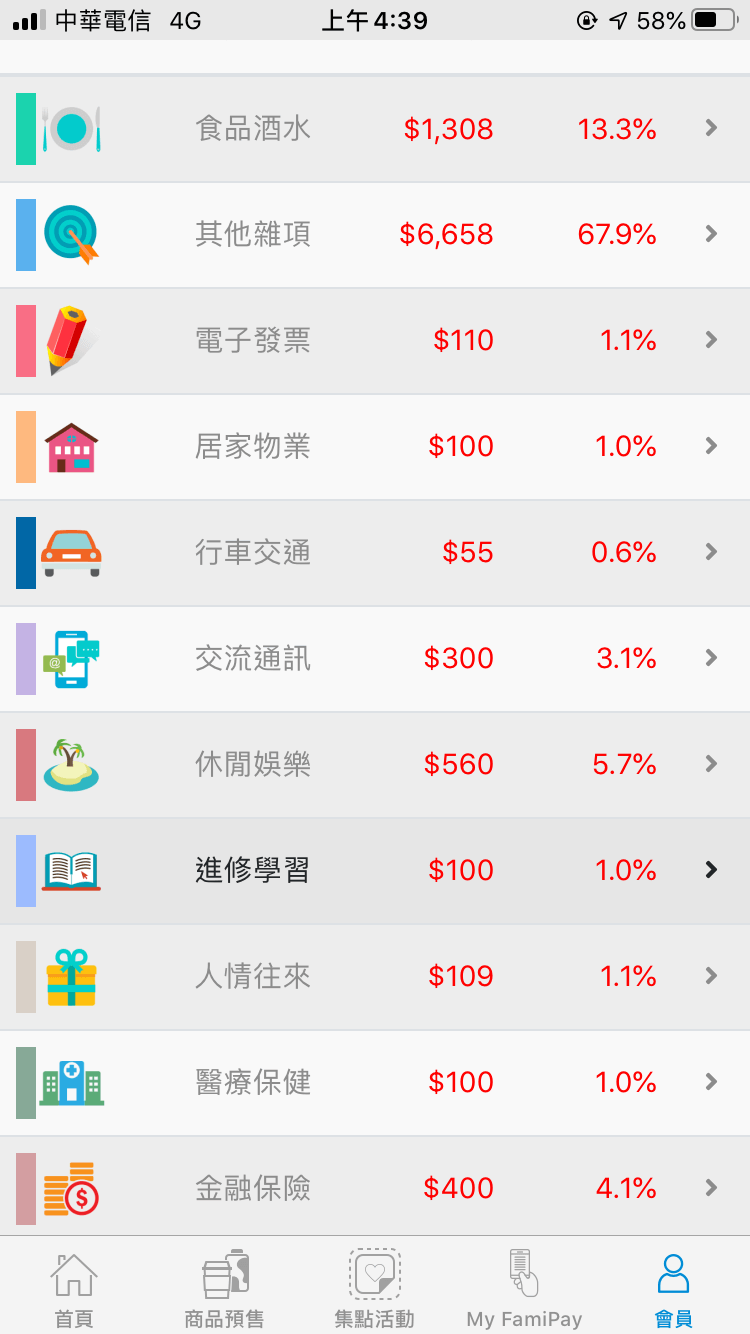 中華電信 4G 上午4:39 58%
食品酒水 $1,308 13.3%
其他雜項 $6,658 67.9%
電子發票 $110 1.1%
居家物業 $100 1.0%
行車交通 $55 0.6%
交流通訊 $300 3.1%
休閒娛樂 $560 5.7%
進修學習 $100 1.0%
人情往來 $109 1.1%
醫療保健 $100 1.0%
金融保險 $400 4.1%
首頁 商品預售 集點活動 My FamiPay 會員